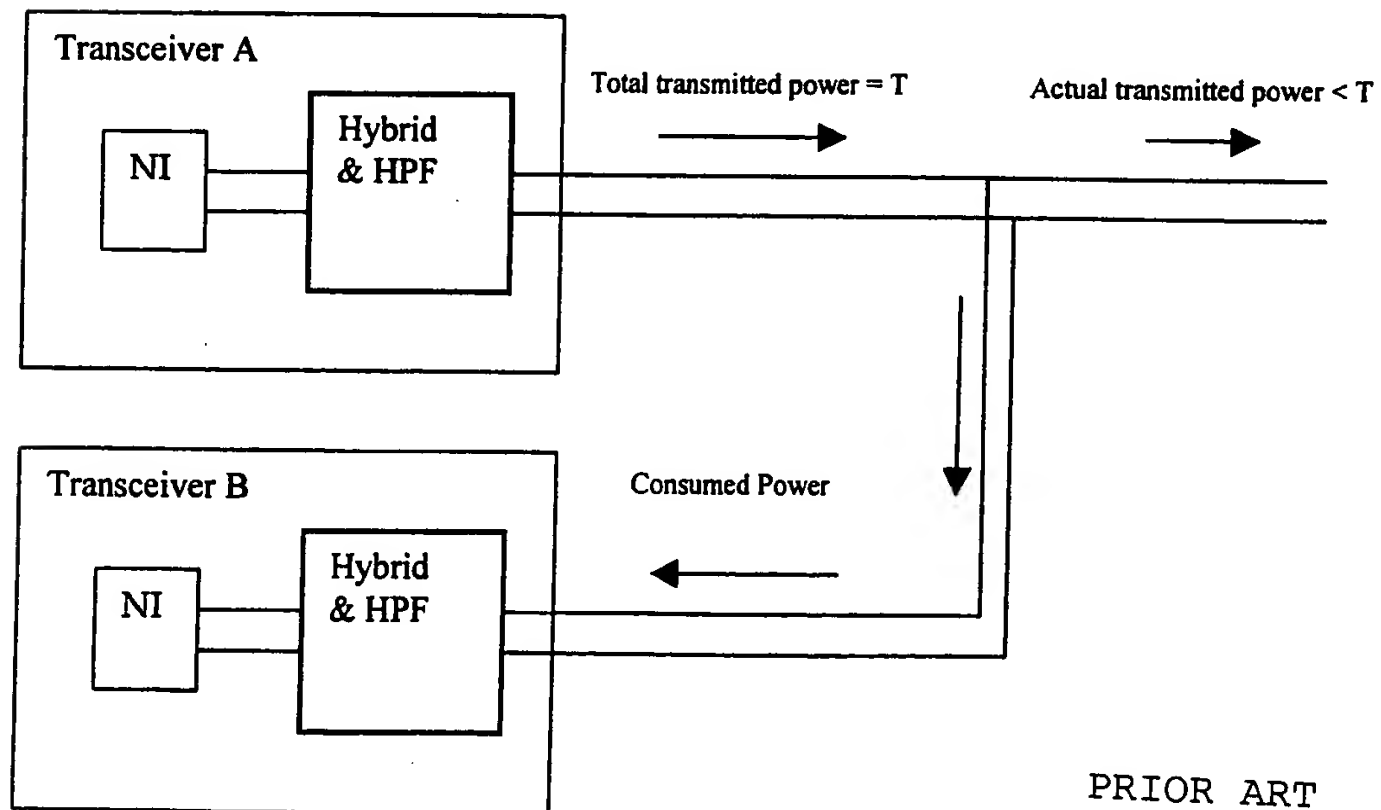 Transceiver A
Total transmitted power = T
Actual transmitted power < T
NI
Hybrid
& HPF
Transceiver B
Consumed Power
NI
Hybrid
& HPF
PRIOR ART